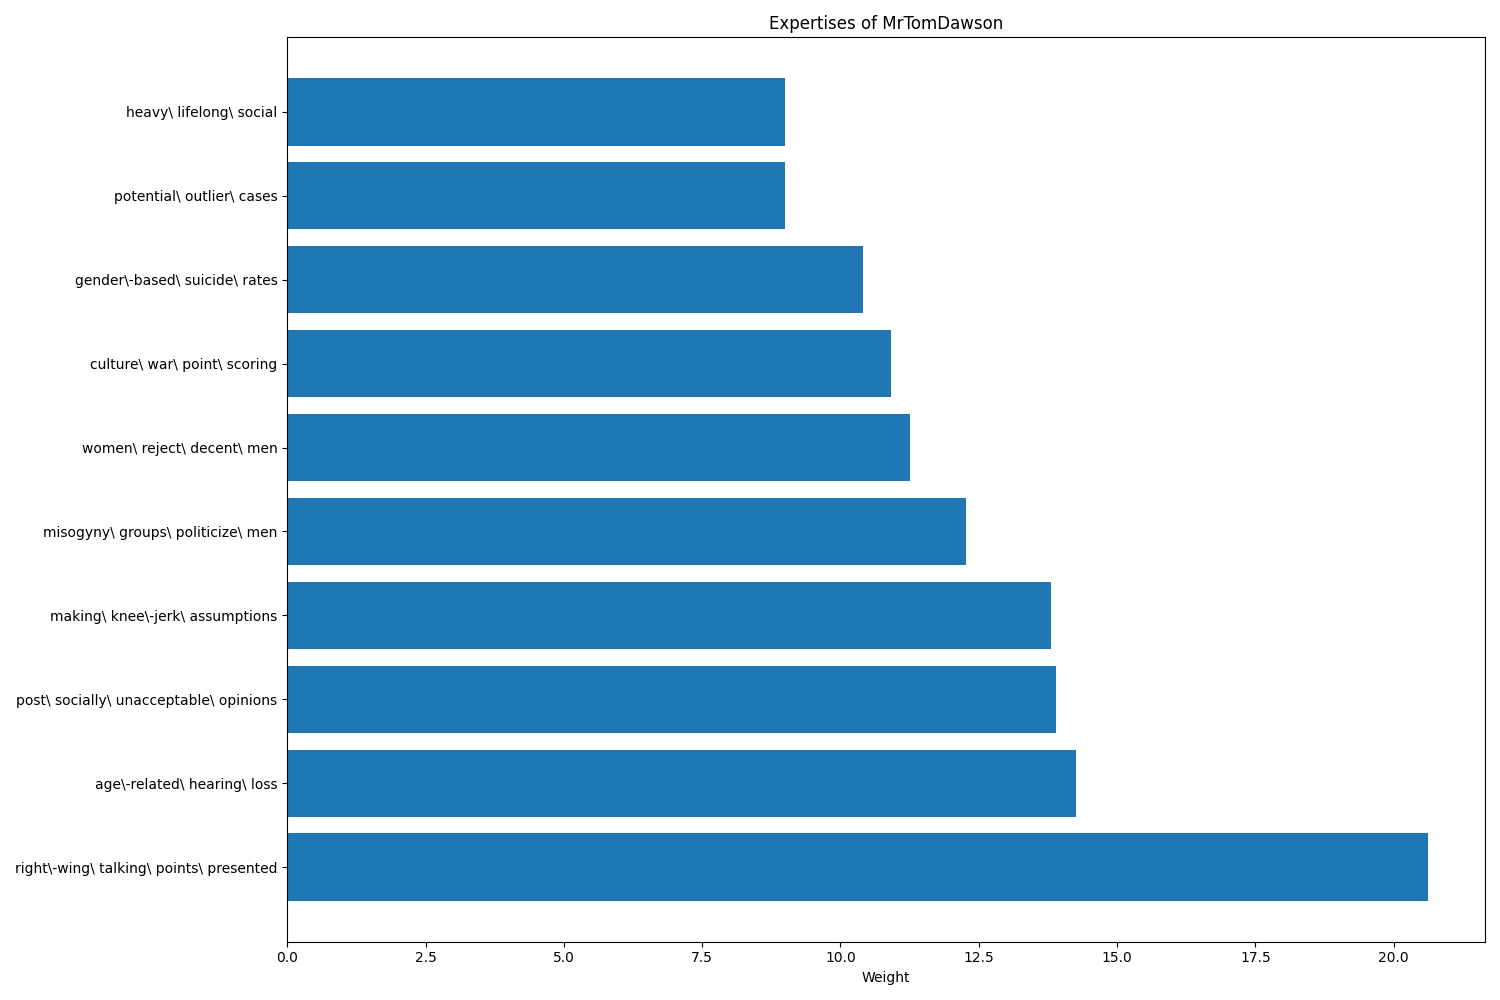 Expertises of MrTomDawson
heavy\ lifelong\ social
potential\ outlier\ cases
gender\-based\ suicide\ rates
culture\ war\ point\ scoring
women\ reject\ decent\ men
misogyny\ groups\ politicize\ men
making\ knee\-jerk\ assumptions
post\ socially\ unacceptable\ opinions
age\-related\ hearing\ loss
right\-wing\ talking\ points\ presented
0.0 2.5 5.0 7.5 10.0 12.5 15.0 17.5 20.0
Weight